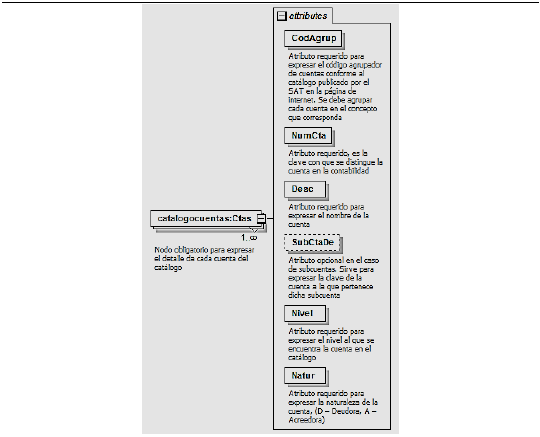 attributes
CodAgrup
Atributo requerido para
expresar el código agrupador
de cuentas conforme al
catálogo publicado por el
SAT en la página de
internet. Se debe agrupar
cada cuenta en el concepto
que corresponda
NumCta
Atributo requerido, es la
clave con que se distingue la
cuenta en la contabilidad
Desc
Atributo requerido para
expresar el nombre de la
cuenta
catalogocuentas:Ctas
1..∞
Nodo obligatorio para expresar
el detalle de cada cuenta del
catálogo
SubCtaDe
Atributo opcional en el caso
de subcuentas. Sirve para
expresar la clave de la
cuenta a la que pertenece
dicha subcuenta
Nivel
Atributo requerido para
expresar el nivel al que se
encuentra la cuenta en el
catálogo
Natur
Atributo requerido para
expresar la naturaleza de la
cuenta, (D – Deudora, A –
Acreedora)